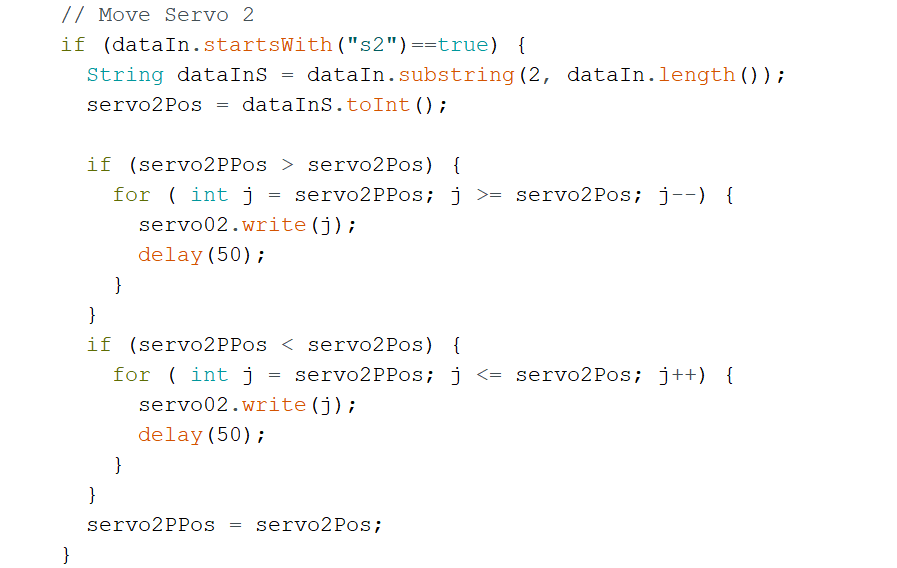 // Move Servo 2
if (dataIn.startsWith("s2")==true) {
String dataInS = dataIn.substring(2, dataIn.length());
servo2Pos = dataInS.toInt();
if (servo2PPos > servo2Pos) {
for ( int j = servo2PPos; j >= servo2Pos; j--) {
servo02.write(j);
delay(50);
}
}
if (servo2PPos < servo2Pos) {
for ( int j = servo2PPos; j <= servo2Pos; j++) {
servo02.write(j);
delay(50);
}
}
servo2PPos = servo2Pos;
}